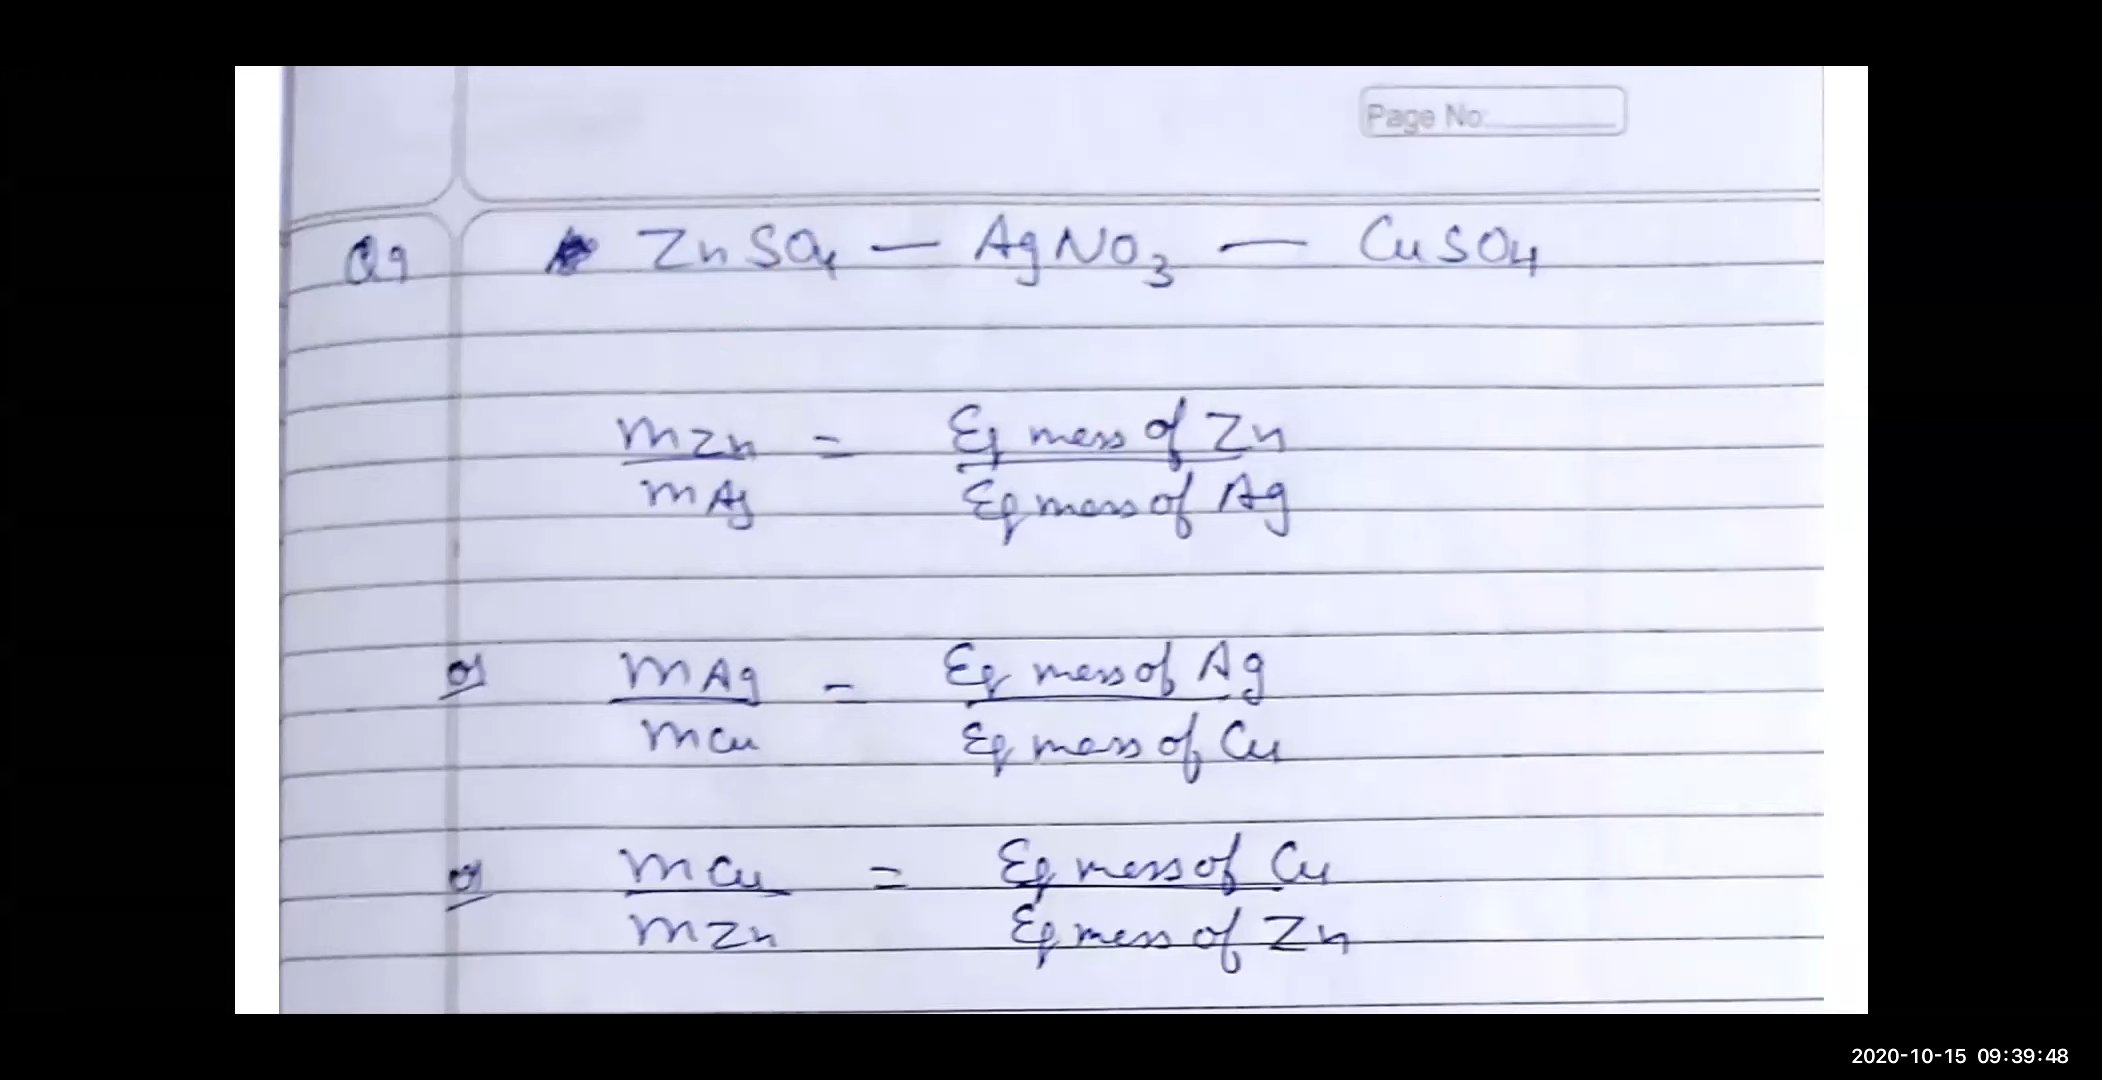 Page No:
Q9 ZnSO4 — AgNO3 — CuSO4
mZn = Eq mass of Zn
mAg Eq mass of Ag
or mAg = Eq mass of Ag
mCu Eq mass of Cu
or mCu = Eq mass of Cu
mZn Eq mass of Zn
2020-10-15 09:39:48